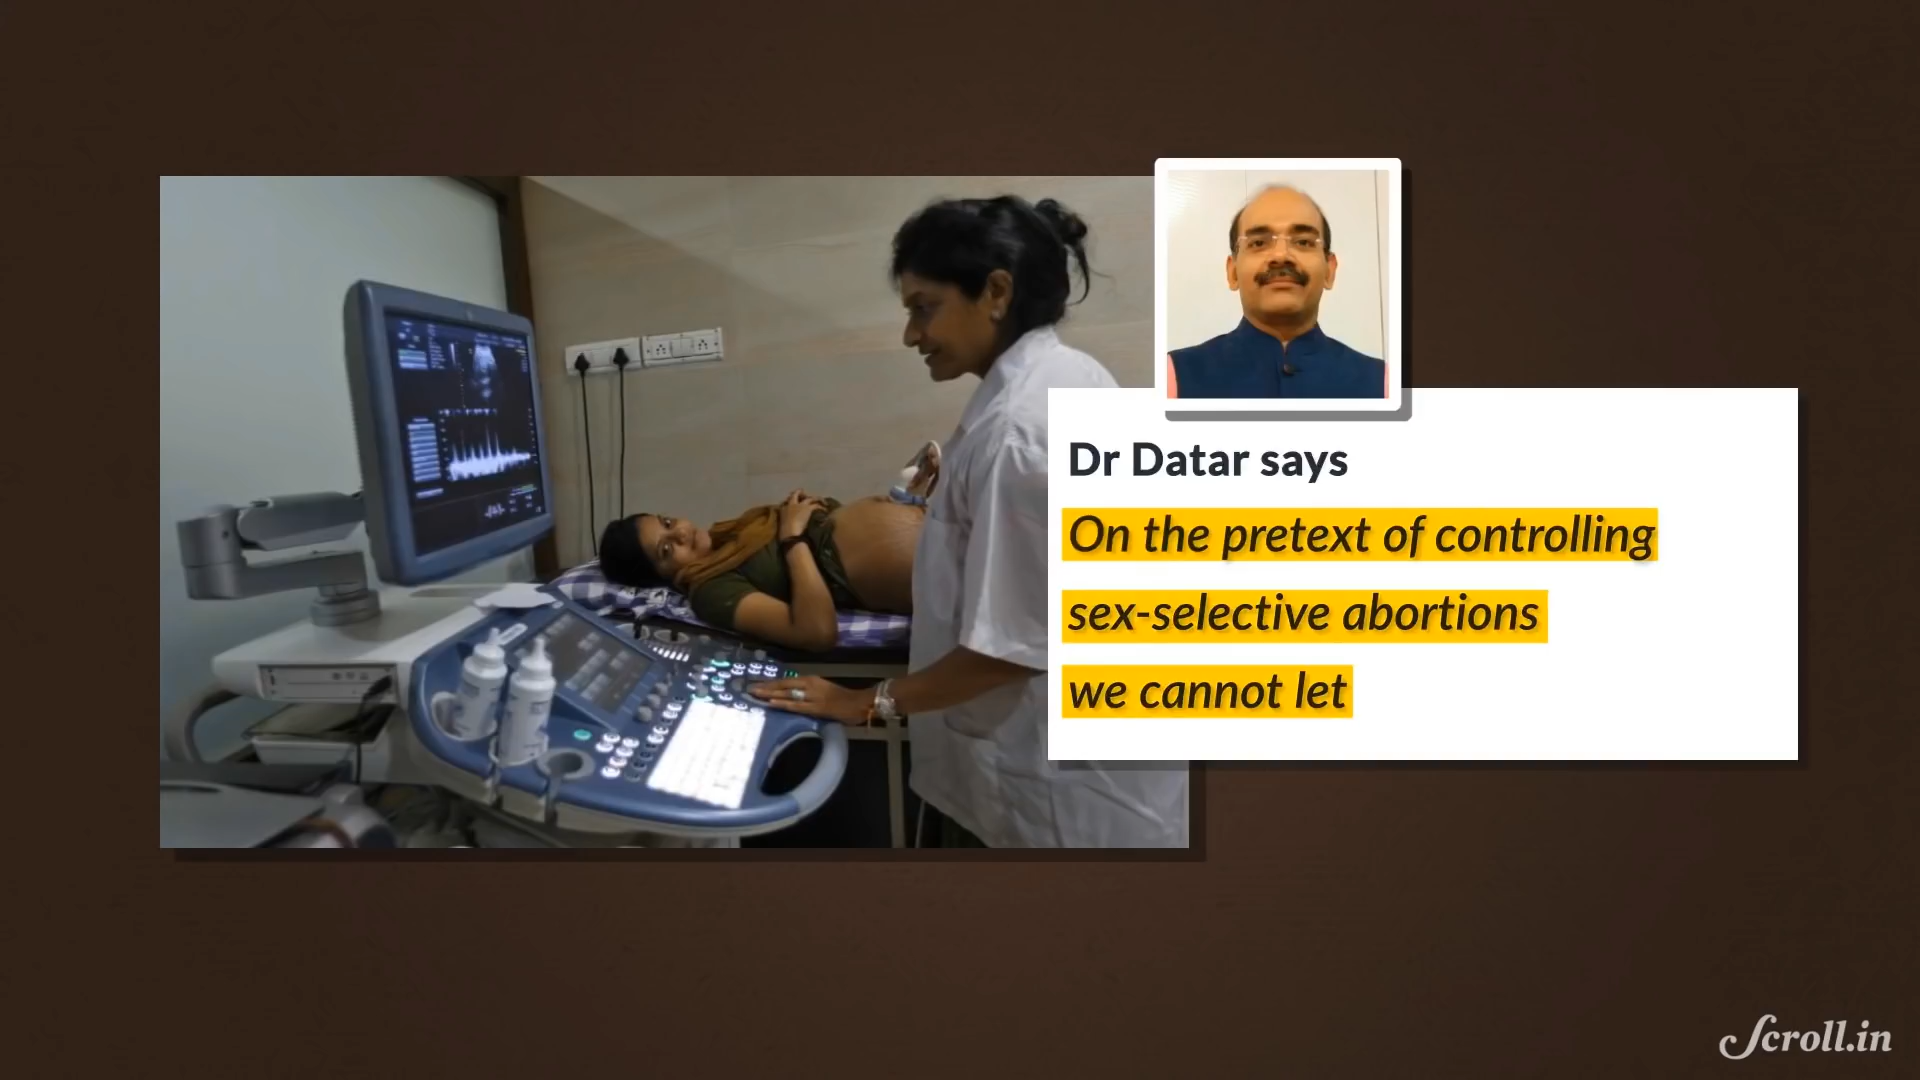 Dr Datar says
On the pretext of controlling
sex-selective abortions
we cannot let
Scroll.in